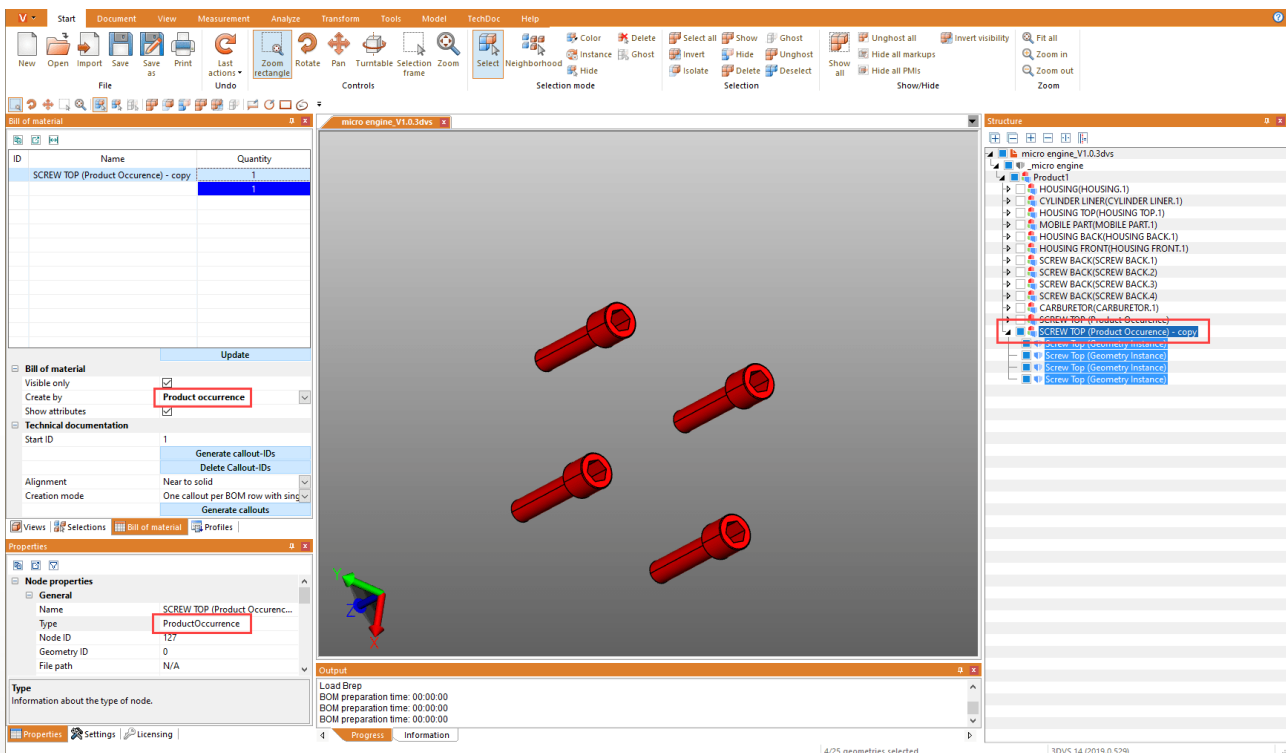 V
Start Document View Measurement Analyze Transform Tools Model TechDoc Help
New Open Import Save Save as Print
File
Last actions
Undo
Zoom rectangle Rotate Pan Turntable Selection frame Zoom
Controls
Select Neighborhood Color Delete
Instance Ghost
Hide
Selection mode
Select all Show Ghost
Invert Hide Unghost
Isolate Delete Deselect
Selection
Show all Unghost all Invert visibility
Hide all markups
Hide all PMIs
Show/Hide
Fit all
Zoom in
Zoom out
Zoom
Bill of material
ID Name Quantity
SCREW TOP (Product Occurence) - copy 1
1
Update
Bill of material
Visible only
Create by Product occurrence
Show attributes
Technical documentation
Start ID 1
Generate callout-IDs
Delete Callout-IDs
Alignment Near to solid
Creation mode One callout per BOM row with sing
Generate callouts
Views Selections Bill of material Profiles
Properties
Node properties
General
Name SCREW TOP (Product Occurenc...
Type ProductOccurrence
Node ID 127
Geometry ID 0
File path N/A
Type
Information about the type of node.
Properties Settings Licensing
micro engine_V1.0.3dvs
Y
Z
X
Output
Load Brep
BOM preparation time: 00:00:00
BOM preparation time: 00:00:00
BOM preparation time: 00:00:00
Progress Information
Structure
micro engine_V1.0.3dvs
_micro engine
Product1
HOUSING(HOUSING.1)
CYLINDER LINER(CYLINDER LINER.1)
HOUSING TOP(HOUSING TOP.1)
MOBILE PART(MOBILE PART.1)
HOUSING BACK(HOUSING BACK.1)
HOUSING FRONT(HOUSING FRONT.1)
SCREW BACK(SCREW BACK.1)
SCREW BACK(SCREW BACK.2)
SCREW BACK(SCREW BACK.3)
SCREW BACK(SCREW BACK.4)
CARBURETOR(CARBURETOR.1)
SCREW TOP (Product Occurence)
SCREW TOP (Product Occurence) - copy
Screw Top (Geometry Instance)
Screw Top (Geometry Instance)
Screw Top (Geometry Instance)
Screw Top (Geometry Instance)
4/25 geometries selected
3DVS 14 (2019.0.529)